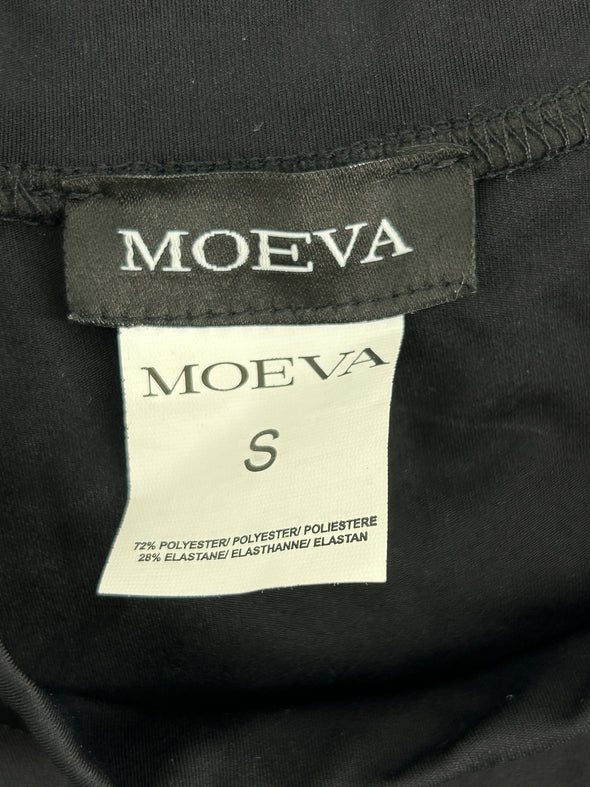 MOEVA
MOEVA
S
72% POLYESTER/ POLYESTER/ POLIESTERE
28% ELASTANE/ ELASTHANNE/ ELASTAN